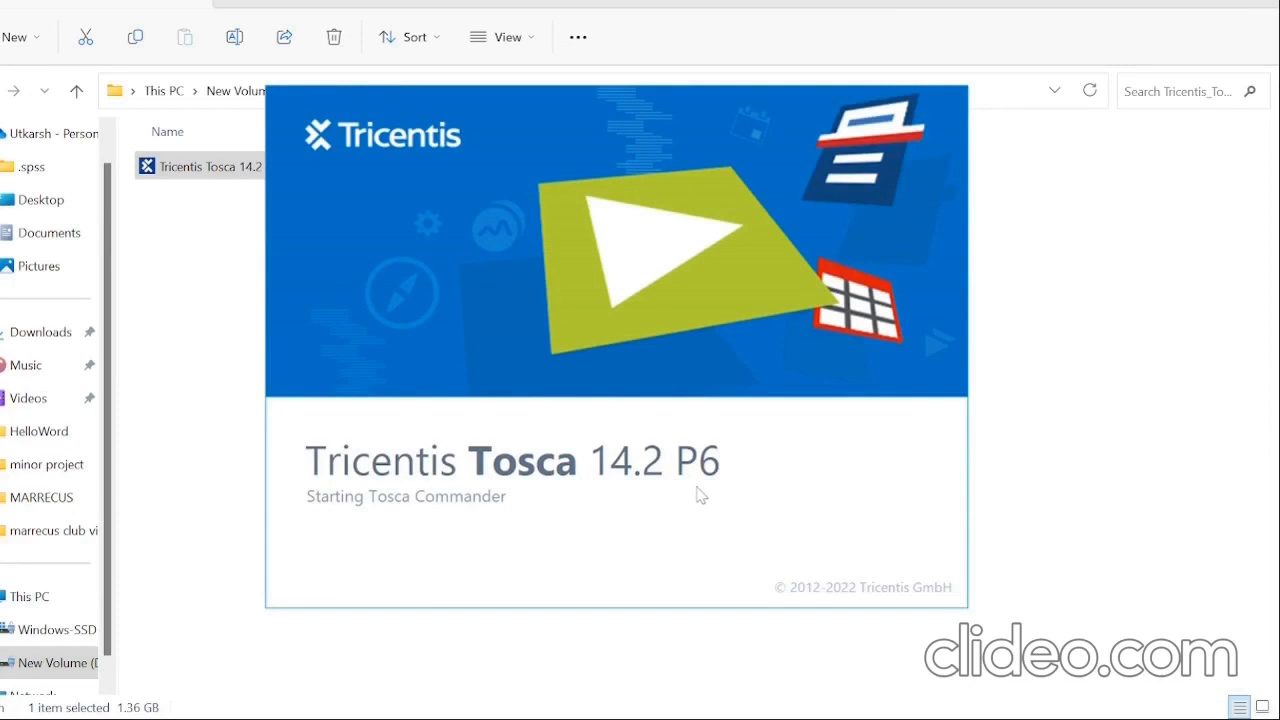 New
Sort
View
This PC
New Volum
Search Tricentis_To...
Name
Utkarsh - Person
Tricentis Tosca 14.2
.spss
Desktop
Documents
Pictures
Downloads
Music
Videos
HelloWord
minor project
MARRECUS
marrecus club vi
This PC
Windows-SSD
New Volume (D
Network
1 item selected 1.36 GB
Tricentis
Tricentis Tosca 14.2 P6
Starting Tosca Commander
© 2012-2022 Tricentis GmbH
clideo.com